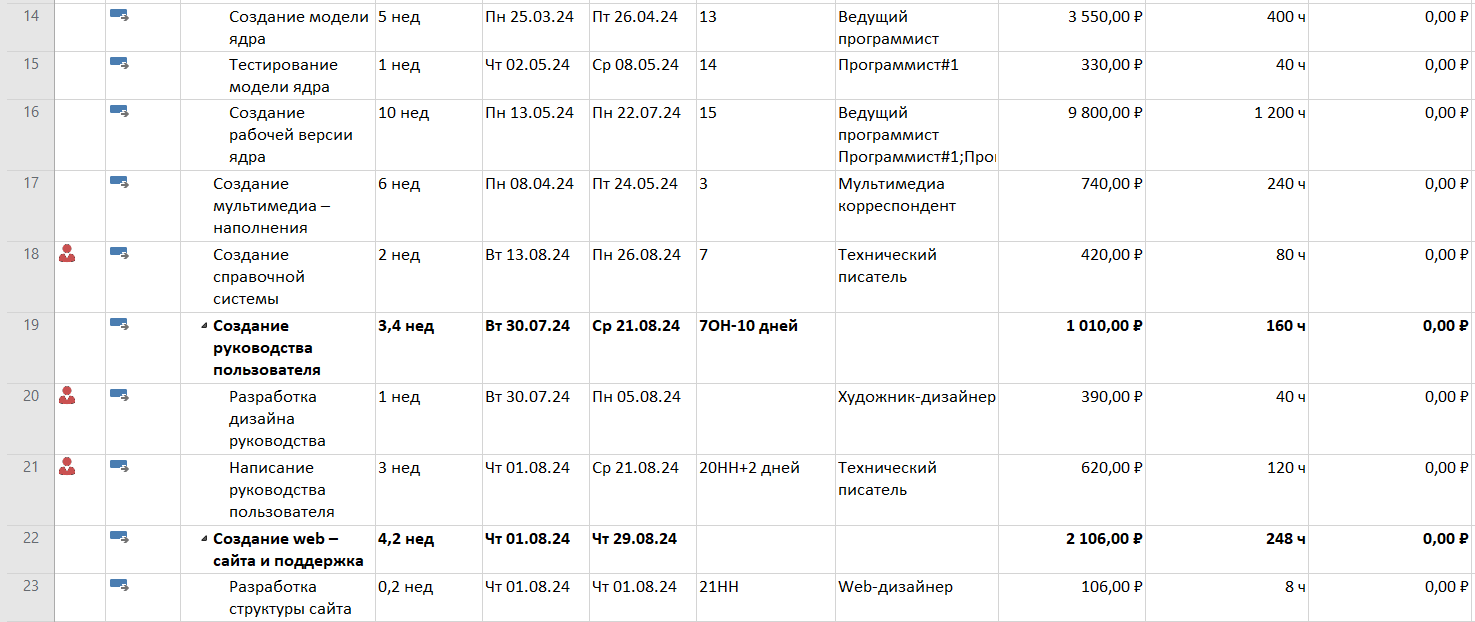 14 Создание модели 5 нед Пн 25.03.24 Пт 26.04.24 13 Ведущий 3 550,00 ₽ 400 ч 0,00 ₽
ядра программист
15 Тестирование 1 нед Чт 02.05.24 Ср 08.05.24 14 Программист#1 330,00 ₽ 40 ч 0,00 ₽
модели ядра
16 Создание 10 нед Пн 13.05.24 Пн 22.07.24 15 Ведущий 9 800,00 ₽ 1 200 ч 0,00 ₽
рабочей версии программист
ядра Программист#1;Про
17 Создание 6 нед Пн 08.04.24 Пт 24.05.24 3 Мультимедиа 740,00 ₽ 240 ч 0,00 ₽
мультимедиа – корреспондент
наполнения
18 Создание 2 нед Вт 13.08.24 Пн 26.08.24 7 Технический 420,00 ₽ 80 ч 0,00 ₽
справочной писатель
системы
19 Создание 3,4 нед Вт 30.07.24 Ср 21.08.24 7ОН-10 дней 1 010,00 ₽ 160 ч 0,00 ₽
руководства
пользователя
20 Разработка 1 нед Вт 30.07.24 Пн 05.08.24 Художник-дизайнер 390,00 ₽ 40 ч 0,00 ₽
дизайна
руководства
21 Написание 3 нед Чт 01.08.24 Ср 21.08.24 20НН+2 дней Технический 620,00 ₽ 120 ч 0,00 ₽
руководства писатель
пользователя
22 Создание web – 4,2 нед Чт 01.08.24 Чт 29.08.24 2 106,00 ₽ 248 ч 0,00 ₽
сайта и поддержка
23 Разработка 0,2 нед Чт 01.08.24 Чт 01.08.24 21НН Web-дизайнер 106,00 ₽ 8 ч 0,00 ₽
структуры сайта